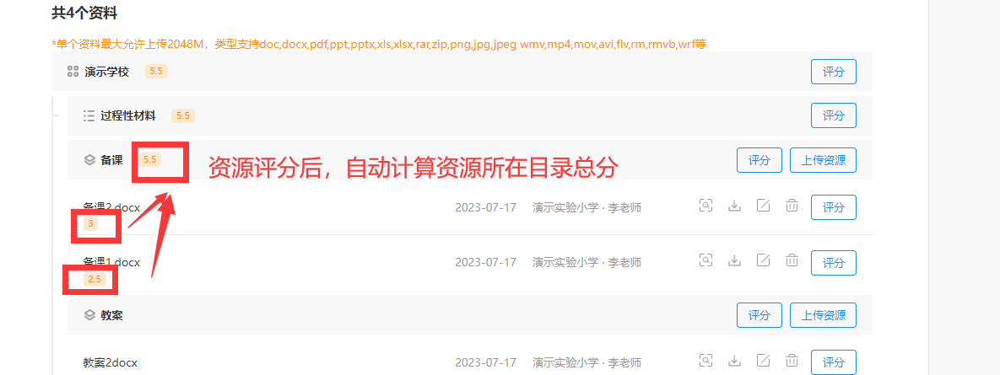 共4个资料
*单个资料最大允许上传2048M，类型支持doc,docx,pdf,ppt,pptx,xls,xlsx,rar,zip,png,jpg,jpeg wmv,mp4,mov,avi,flv,rm,rmvb,wrf等
演示学校 5.5 评分
过程性材料 5.5 评分
备课 5.5 资源评分后，自动计算资源所在目录总分 评分 上传资源
备课2.docx 2023-07-17 演示实验小学 · 李老师 评分
3
备课1.docx 2023-07-17 演示实验小学 · 李老师 评分
2.5
教案 评分 上传资源
教案2docx 2023-07-17 演示实验小学 · 李老师 评分